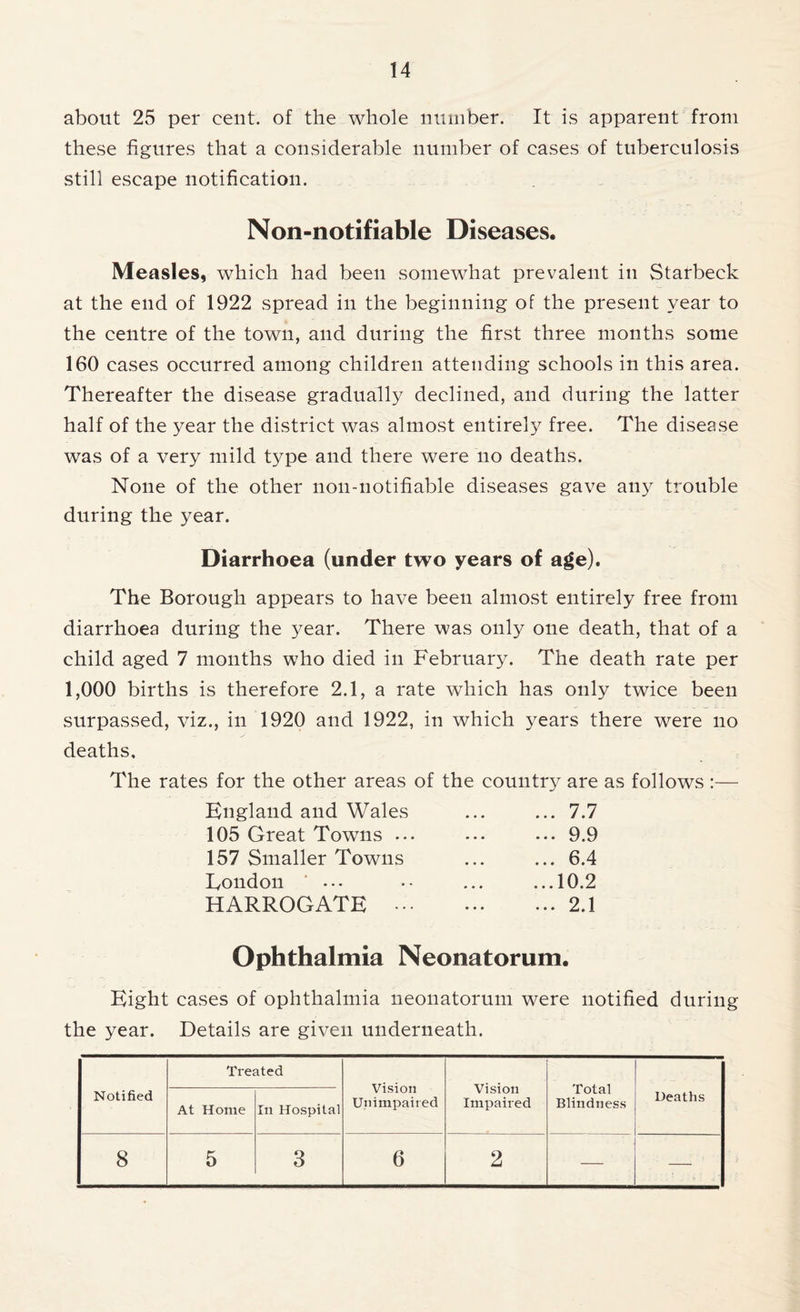 14
about 25 per cent. of the whole number. It is apparent from
these figures that a considerable number of cases of tuberculosis
still escape notification.
Non-notifiable Diseases.
Measles, which had been somewhat prevalent in Starbeck
at the end of 1922 spread in the beginning of the present year to
the centre of the town, and during the first three months some
160 cases occurred among children attending schools in this area.
Thereafter the disease gradually declined, and during the latter
half of the year the district was almost entirely free. The disease
was of a very mild type and there were no deaths.
None of the other non-notifiable diseases gave any trouble
during the year.
Diarrhoea (under two years of age).
The Borough appears to have been almost entirely free from
diarrhoea during the year. There was only one death, that of a
child aged 7 months who died in February. The death rate per
1,000 births is therefore 2.1, a rate which has only twice been
surpassed, viz., in 1920 and 1922, in which years there were no
deaths.
The rates for the other areas of the country are as follows :—
England and Wales ... ... 7.7
105 Great Towns ... ... ... 9.9
157 Smaller Towns ... ... 6.4
London ... .. ... ...10.2
HARROGATE ... ... ... 2.1
Ophthalmia Neonatorum.
Eight cases of ophthalmia neonatorum were notified during
the year. Details are given underneath.
Notified | Treated | Vision Unimpaired | Vision Impaired | Total Blindness | Deaths
At Home | In Hospital
8 | 5 | 3 | 6 | 2 | — | —